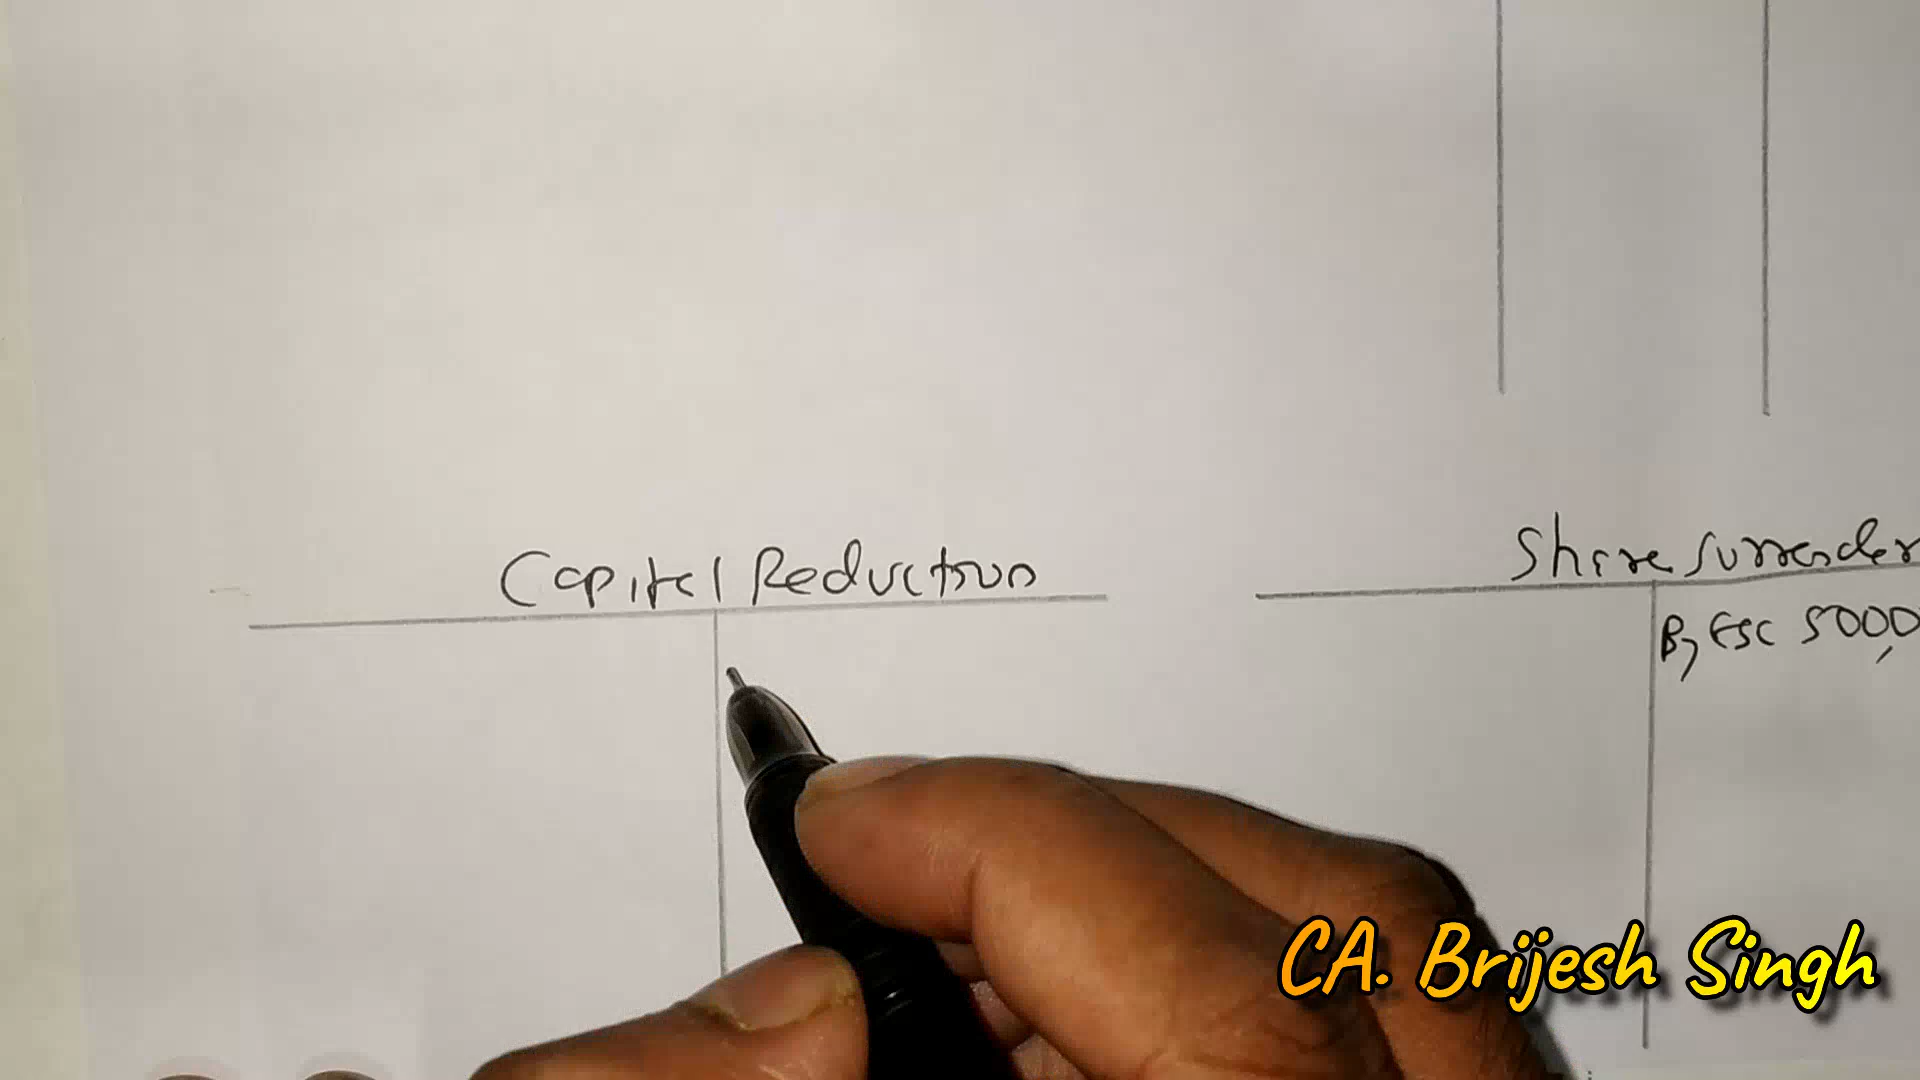 Capital Reduction
Share Surrender
By ESC 5000,
CA. Brijesh Singh